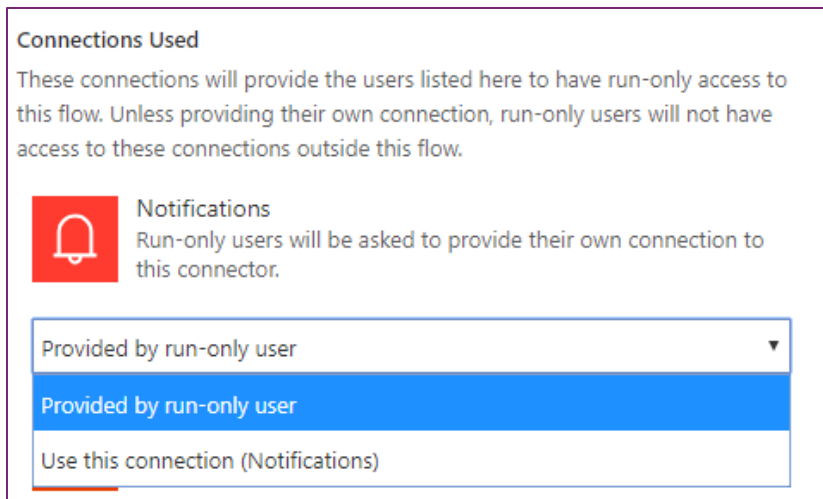 Connections Used
These connections will provide the users listed here to have run-only access to
this flow. Unless providing their own connection, run-only users will not have
access to these connections outside this flow.
Notifications
Run-only users will be asked to provide their own connection to
this connector.
Provided by run-only user
Provided by run-only user
Use this connection (Notifications)